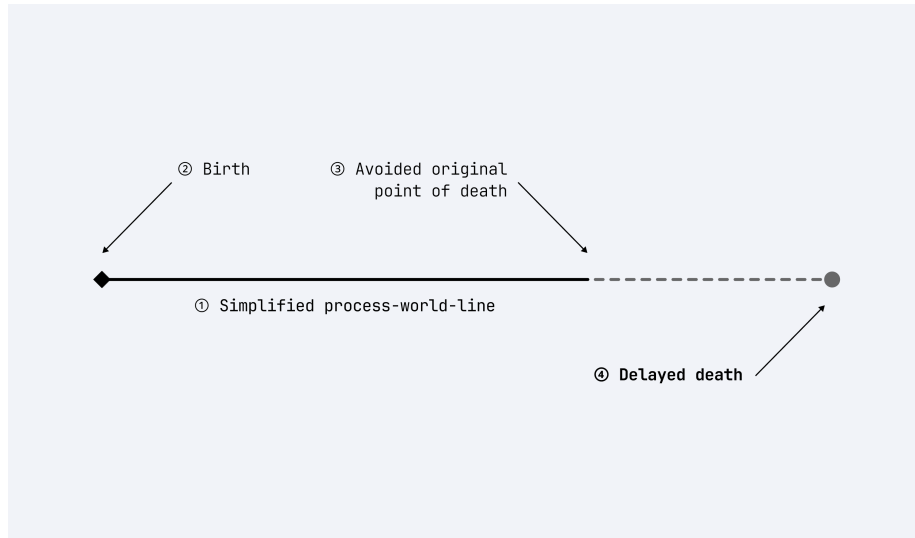 ② Birth
③ Avoided original
point of death
① Simplified process-world-line
④ Delayed death